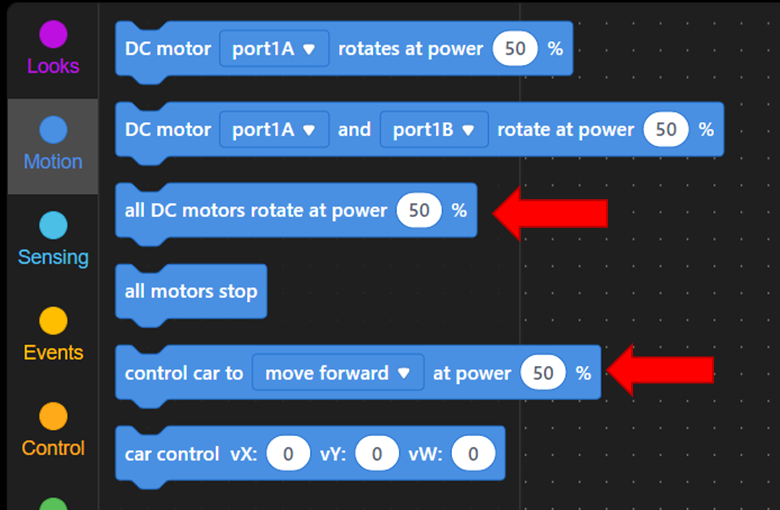 Looks
Motion
Sensing
Events
Control
DC motor port1A rotates at power 50 %
DC motor port1A and port1B rotate at power 50 %
all DC motors rotate at power 50 %
all motors stop
control car to move forward at power 50 %
car control vX: 0 vY: 0 vW: 0